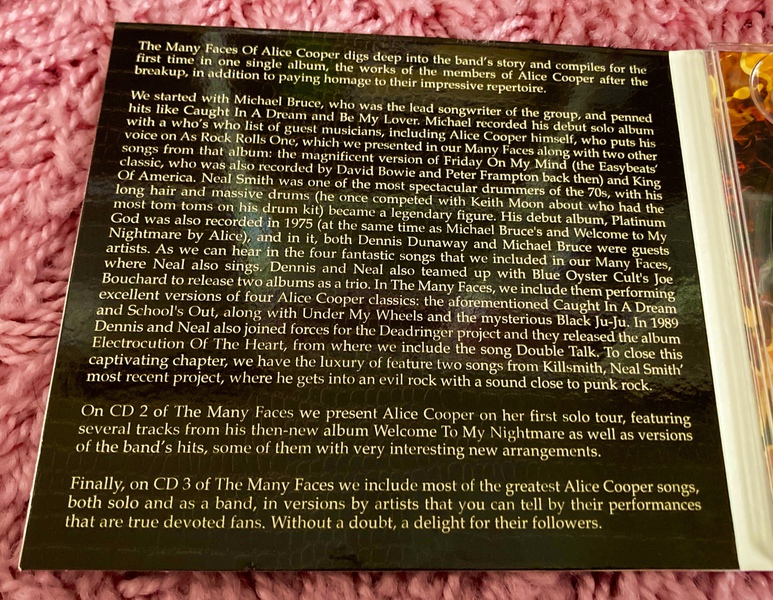 The Many Faces Of Alice Cooper digs deep into the band's story and compiles for the
first time in one single album, the works of the members of Alice Cooper after the
breakup, in addition to paying homage to their impressive repertoire.
We started with Michael Bruce, who was the lead songwriter of the group, and penned
hits like Caught In A Dream and Be My Lover. Michael recorded his debut solo album
with a who's who list of guest musicians, including Alice Cooper himself, who puts his
voice on As Rock Rolls One, which we presented in our Many Faces along with two other
songs from that album: the magnificent version of Friday On My Mind (the Easybeats'
classic, who was also recorded by David Bowie and Peter Frampton back then) and King
Of America. Neal Smith was one of the most spectacular drummers of the 70s, with his
long hair and massive drums (he once competed with Keith Moon about who had the
most tom toms on his drum kit) became a legendary figure. His debut album, Platinum
God was also recorded in 1975 (at the same time as Michael Bruce's and Welcome to My
Nightmare by Alice), and in it, both Dennis Dunaway and Michael Bruce were guests
artists. As we can hear in the four fantastic songs that we included in our Many Faces,
where Neal also sings. Dennis and Neal also teamed up with Blue Oyster Cult's Joe
Bouchard to release two albums as a trio. In The Many Faces, we include them performing
excellent versions of four Alice Cooper classics: the aforementioned Caught In A Dream
and School's Out, along with Under My Wheels and the mysterious Black Ju-Ju. In 1989
Dennis and Neal also joined forces for the Deadringer project and they released the album
Electrocution Of The Heart, from where we include the song Double Talk. To close this
captivating chapter, we have the luxury of feature two songs from Killsmith, Neal Smith'
most recent project, where he gets into an evil rock with a sound close to punk rock.
On CD 2 of The Many Faces we present Alice Cooper on her first solo tour, featuring
several tracks from his then-new album Welcome To My Nightmare as well as versions
of the band's hits, some of them with very interesting new arrangements.
Finally, on CD 3 of The Many Faces we include most of the greatest Alice Cooper songs,
both solo and as a band, in versions by artists that you can tell by their performances
that are true devoted fans. Without a doubt, a delight for their followers.